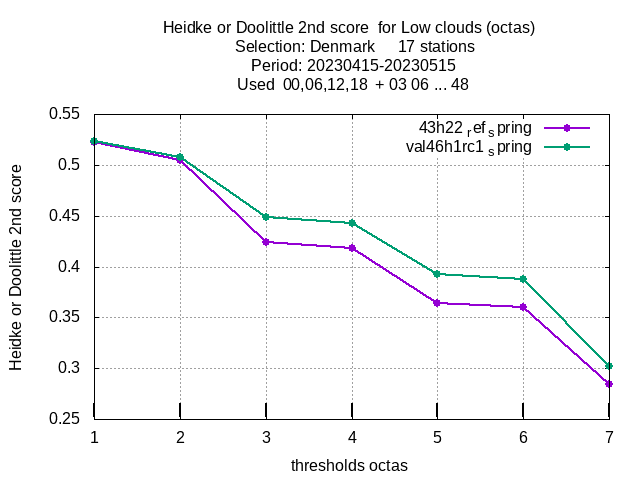 Heidke or Doolittle 2nd score  for Low clouds (octas)
Selection: Denmark     17 stations
Period: 20230415-20230515
Used  00,06,12,18  + 03 06 ... 48
43h22 ref spring
val46h1rc1 spring
Heidke or Doolittle 2nd score
0.55
0.5
0.45
0.4
0.35
0.3
0.25
1 2 3 4 5 6 7
thresholds octas